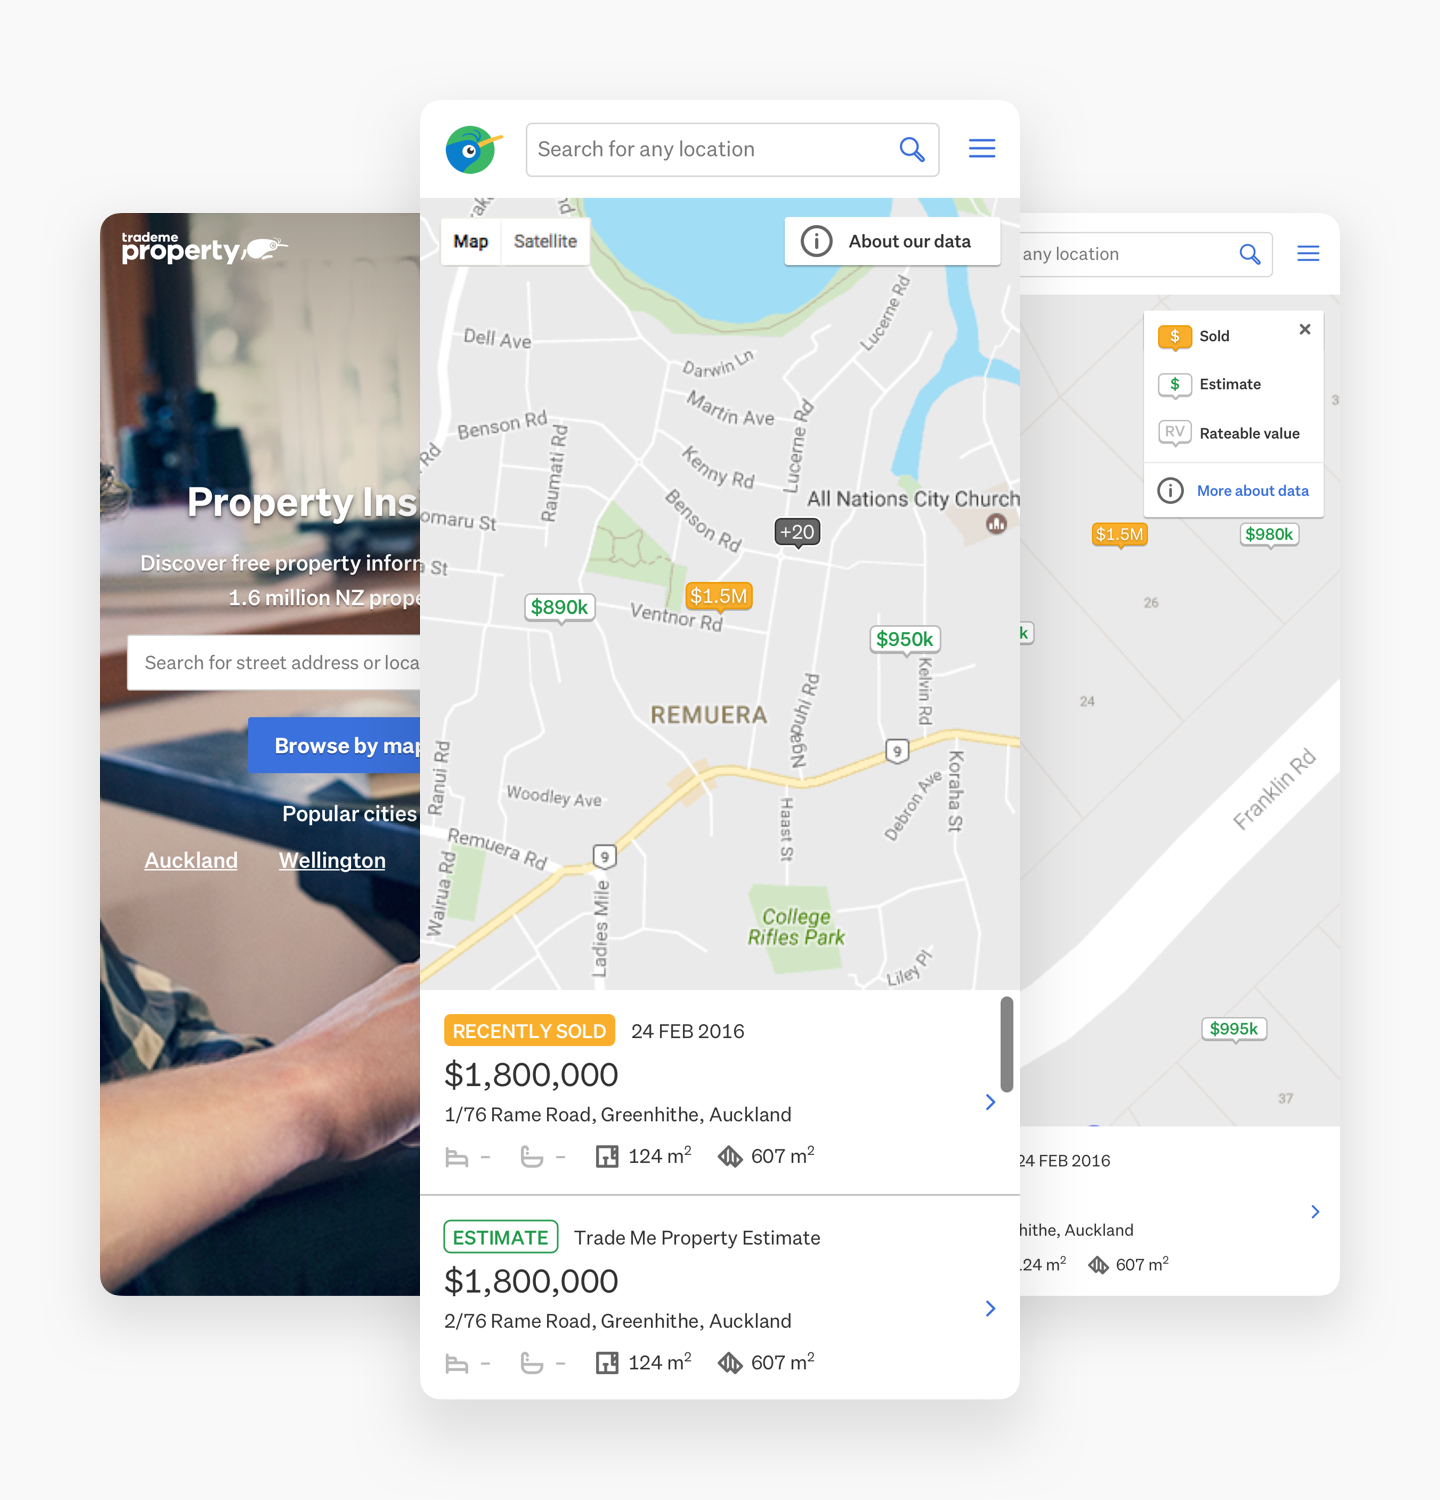 trademe
property
Property Ins
Discover free property inforn
1.6 million NZ prope
Search for street address or loca
Browse by map
Popular cities
Auckland Wellington
Search for any location
Map Satellite
About our data
Dell Ave
Lucerne Rd
Darwin Ln
Martin Ave
Benson Rd
Raumati Rd
Lucerne Rd
Rd
Kenny Rd
All Nations City Church
omaru St
Benson Rd
+20
St
$890k
$1.5M
Ventnor Rd
$950k
Kelvin Rd
REMUERA
Ngapuhi Rd
9
Ranui Rd
Woodley Ave
Debron Ave
Koraha St
Haast St
Remuera Rd
9
Wairua Rd
Ladies Mile
College
Rifles Park
Liley Pl
RECENTLY SOLD 24 FEB 2016
$1,800,000
1/76 Rame Road, Greenhithe, Auckland
– – 124 m² 607 m²
ESTIMATE Trade Me Property Estimate
$1,800,000
2/76 Rame Road, Greenhithe, Auckland
– – 124 m² 607 m²
any location
$ Sold
$ Estimate
RV Rateable value
More about data
3
$1.5M $980k
26
k
24
Franklin Rd
$995k
37
24 FEB 2016
hithe, Auckland
24 m² 607 m²